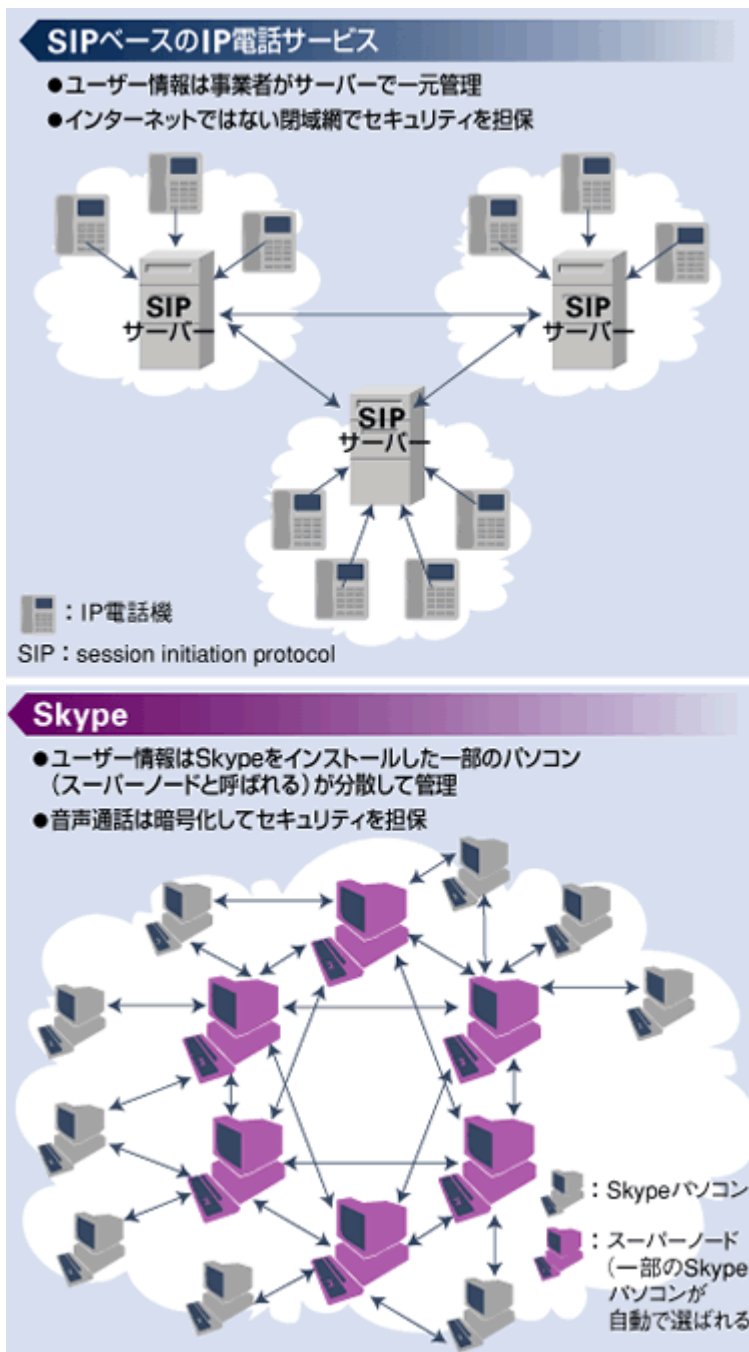 SIPベースのIP電話サービス
●ユーザー情報は事業者がサーバーで一元管理
●インターネットではない閉域網でセキュリティを担保
SIP
サーバー
SIP
サーバー
SIP
サーバー
：IP電話機
SIP：session initiation protocol
Skype
●ユーザー情報はSkypeをインストールした一部のパソコン
（スーパーノードと呼ばれる）が分散して管理
●音声通話は暗号化してセキュリティを担保
：Skypeパソコン
：スーパーノード
（一部のSkype
パソコンが
自動で選ばれる